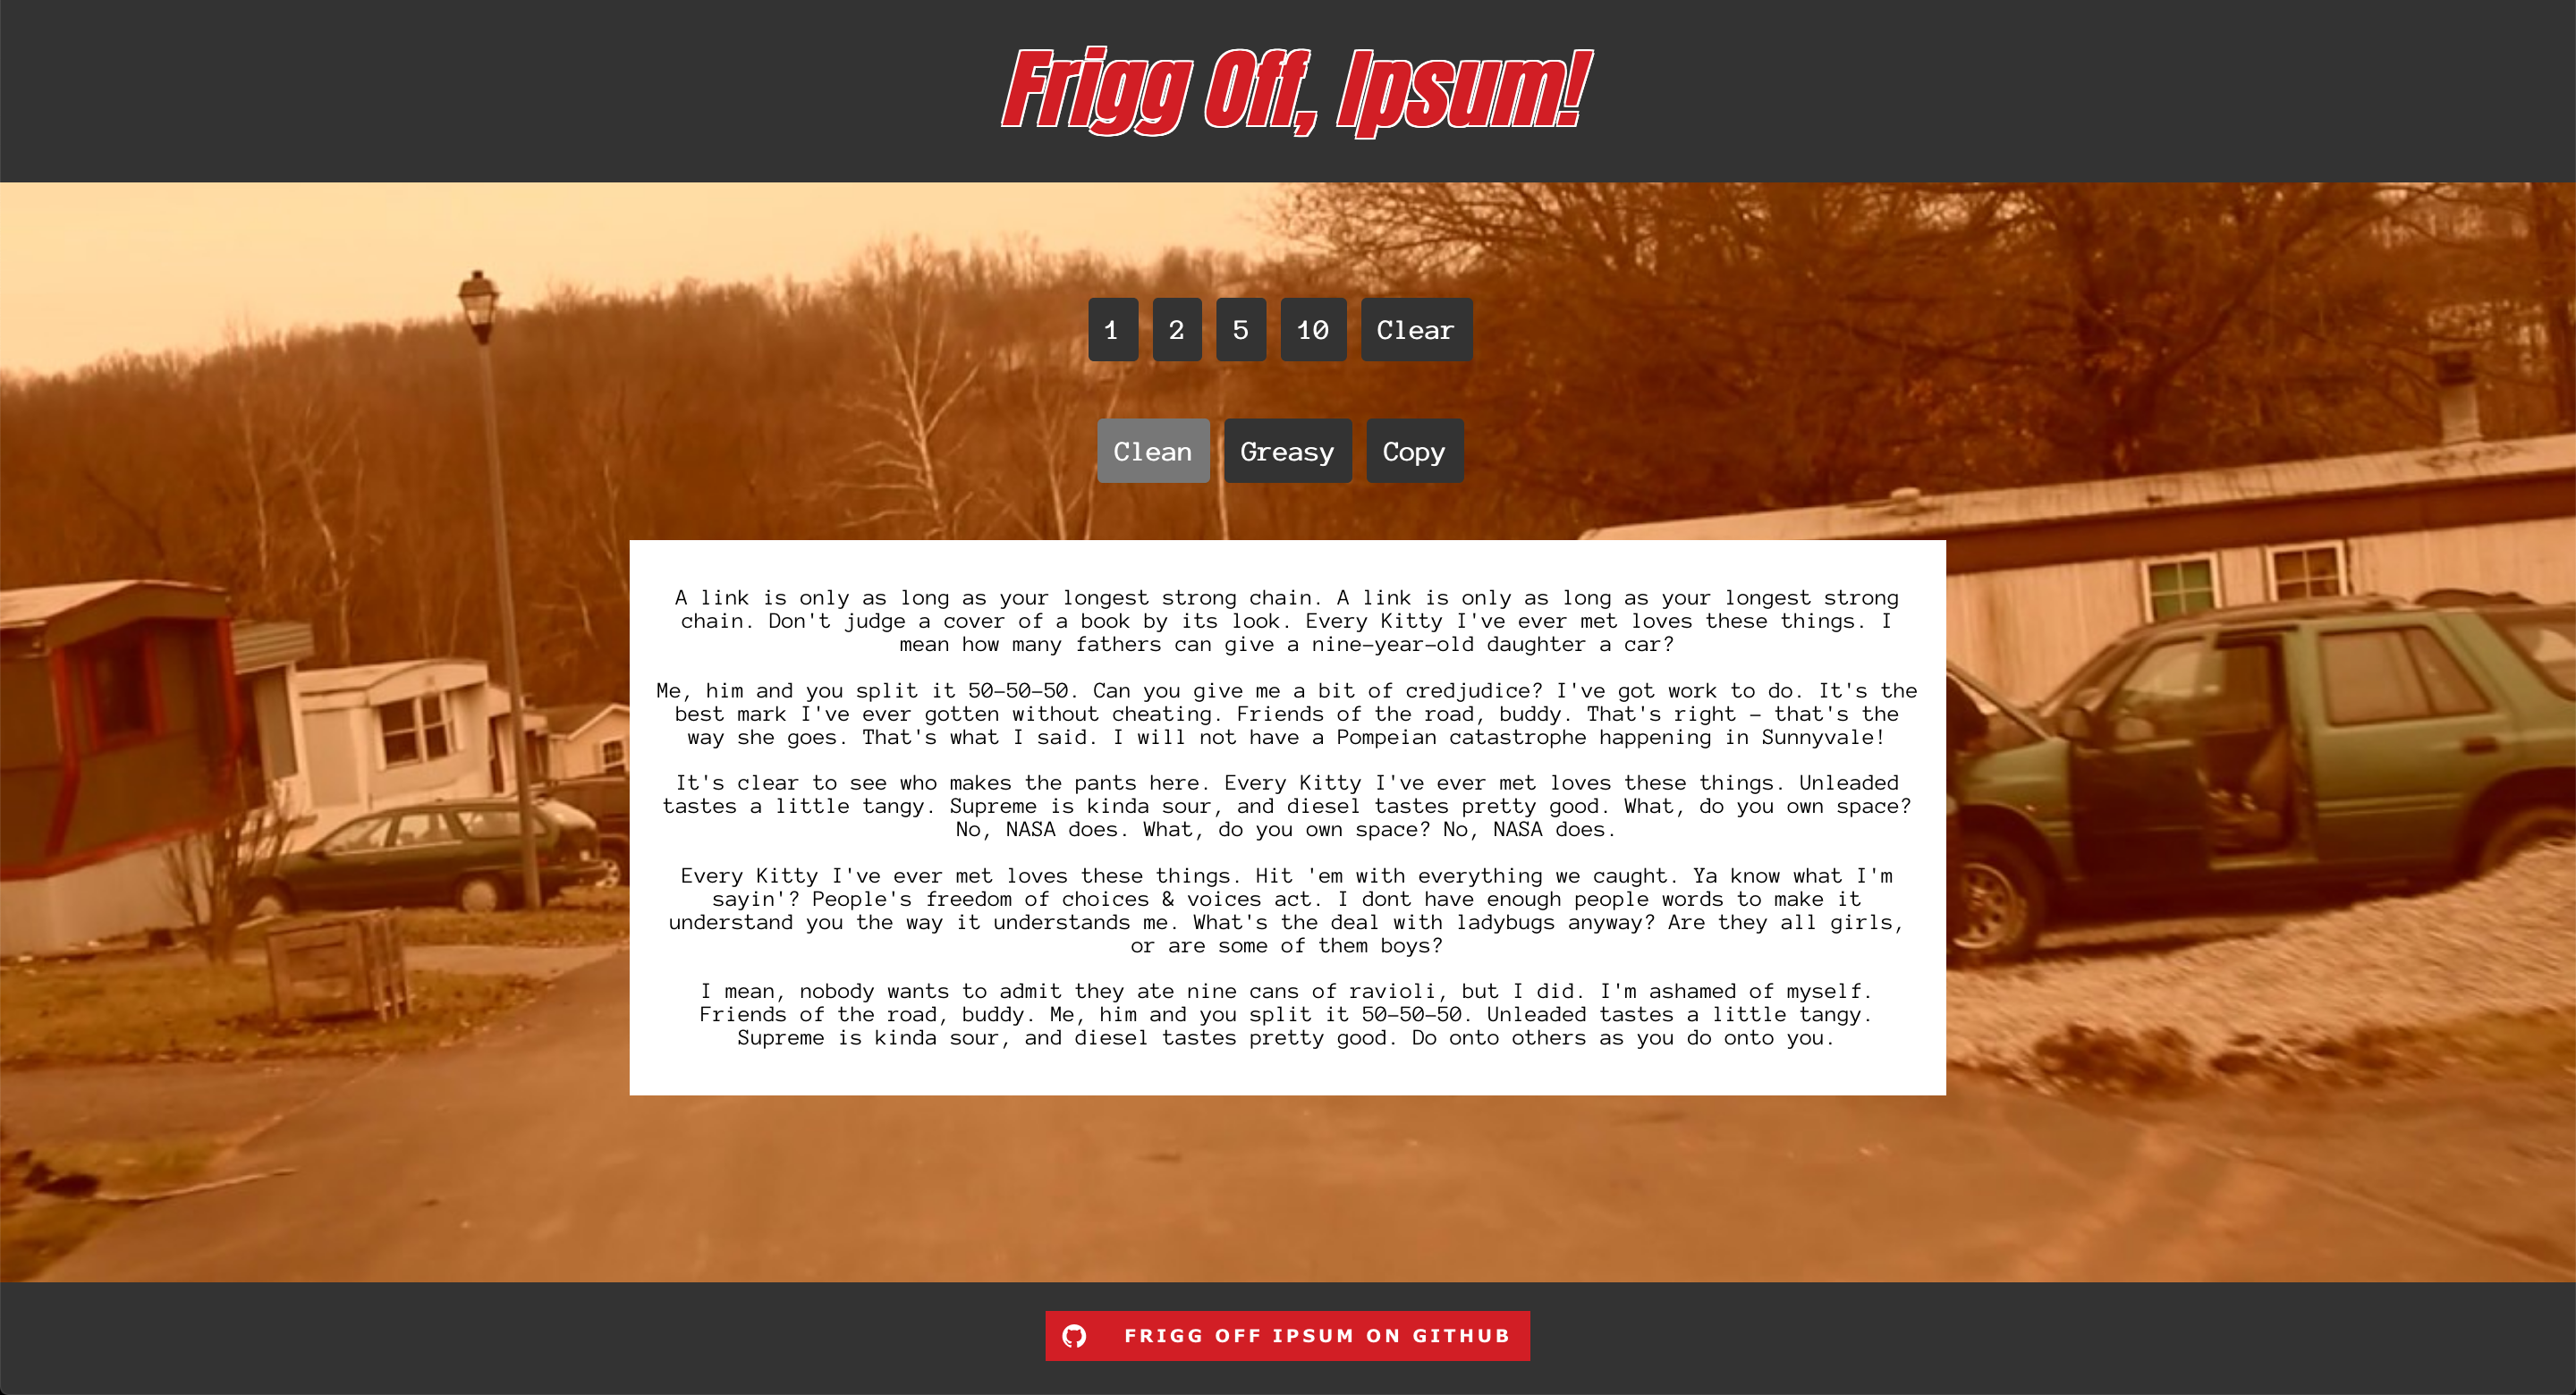 Frigg Off, Ipsum!
1 2 5 10 Clear
Clean Greasy Copy
A link is only as long as your longest strong chain. A link is only as long as your longest strong
chain. Don't judge a cover of a book by its look. Every Kitty I've ever met loves these things. I
mean how many fathers can give a nine-year-old daughter a car?
Me, him and you split it 50-50-50. Can you give me a bit of credjudice? I've got work to do. It's the
best mark I've ever gotten without cheating. Friends of the road, buddy. That's right - that's the
way she goes. That's what I said. I will not have a Pompeian catastrophe happening in Sunnyvale!
It's clear to see who makes the pants here. Every Kitty I've ever met loves these things. Unleaded
tastes a little tangy. Supreme is kinda sour, and diesel tastes pretty good. What, do you own space?
No, NASA does. What, do you own space? No, NASA does.
Every Kitty I've ever met loves these things. Hit 'em with everything we caught. Ya know what I'm
sayin'? People's freedom of choices & voices act. I dont have enough people words to make it
understand you the way it understands me. What's the deal with ladybugs anyway? Are they all girls,
or are some of them boys?
I mean, nobody wants to admit they ate nine cans of ravioli, but I did. I'm ashamed of myself.
Friends of the road, buddy. Me, him and you split it 50-50-50. Unleaded tastes a little tangy.
Supreme is kinda sour, and diesel tastes pretty good. Do onto others as you do onto you.
FRIGG OFF IPSUM ON GITHUB